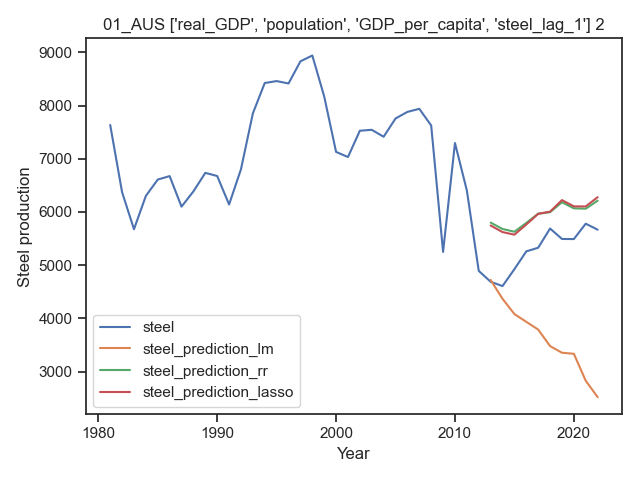 01_AUS ['real_GDP', 'population', 'GDP_per_capita', 'steel_lag_1'] 2
9000
8000
7000
6000
5000
4000
3000
Steel production
steel
steel_prediction_lm
steel_prediction_rr
steel_prediction_lasso
1980 1990 2000 2010 2020
Year